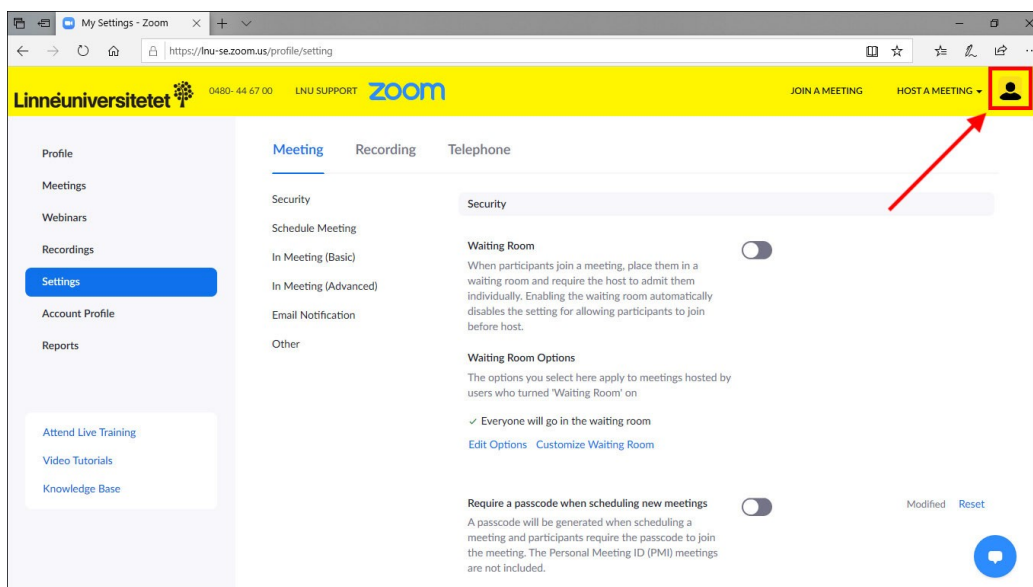 My Settings - Zoom
https://lnu-se.zoom.us/profile/setting
Linnéuniversitetet 0480- 44 67 00 LNU SUPPORT zoom JOIN A MEETING HOST A MEETING
Profile
Meetings
Webinars
Recordings
Settings
Account Profile
Reports
Attend Live Training
Video Tutorials
Knowledge Base
Meeting Recording Telephone
Security
Schedule Meeting
In Meeting (Basic)
In Meeting (Advanced)
Email Notification
Other
Security
Waiting Room
When participants join a meeting, place them in a
waiting room and require the host to admit them
individually. Enabling the waiting room automatically
disables the setting for allowing participants to join
before host.
Waiting Room Options
The options you select here apply to meetings hosted by
users who turned 'Waiting Room' on
Everyone will go in the waiting room
Edit Options Customize Waiting Room
Require a passcode when scheduling new meetings Modified Reset
A passcode will be generated when scheduling a
meeting and participants require the passcode to join
the meeting. The Personal Meeting ID (PMI) meetings
are not included.